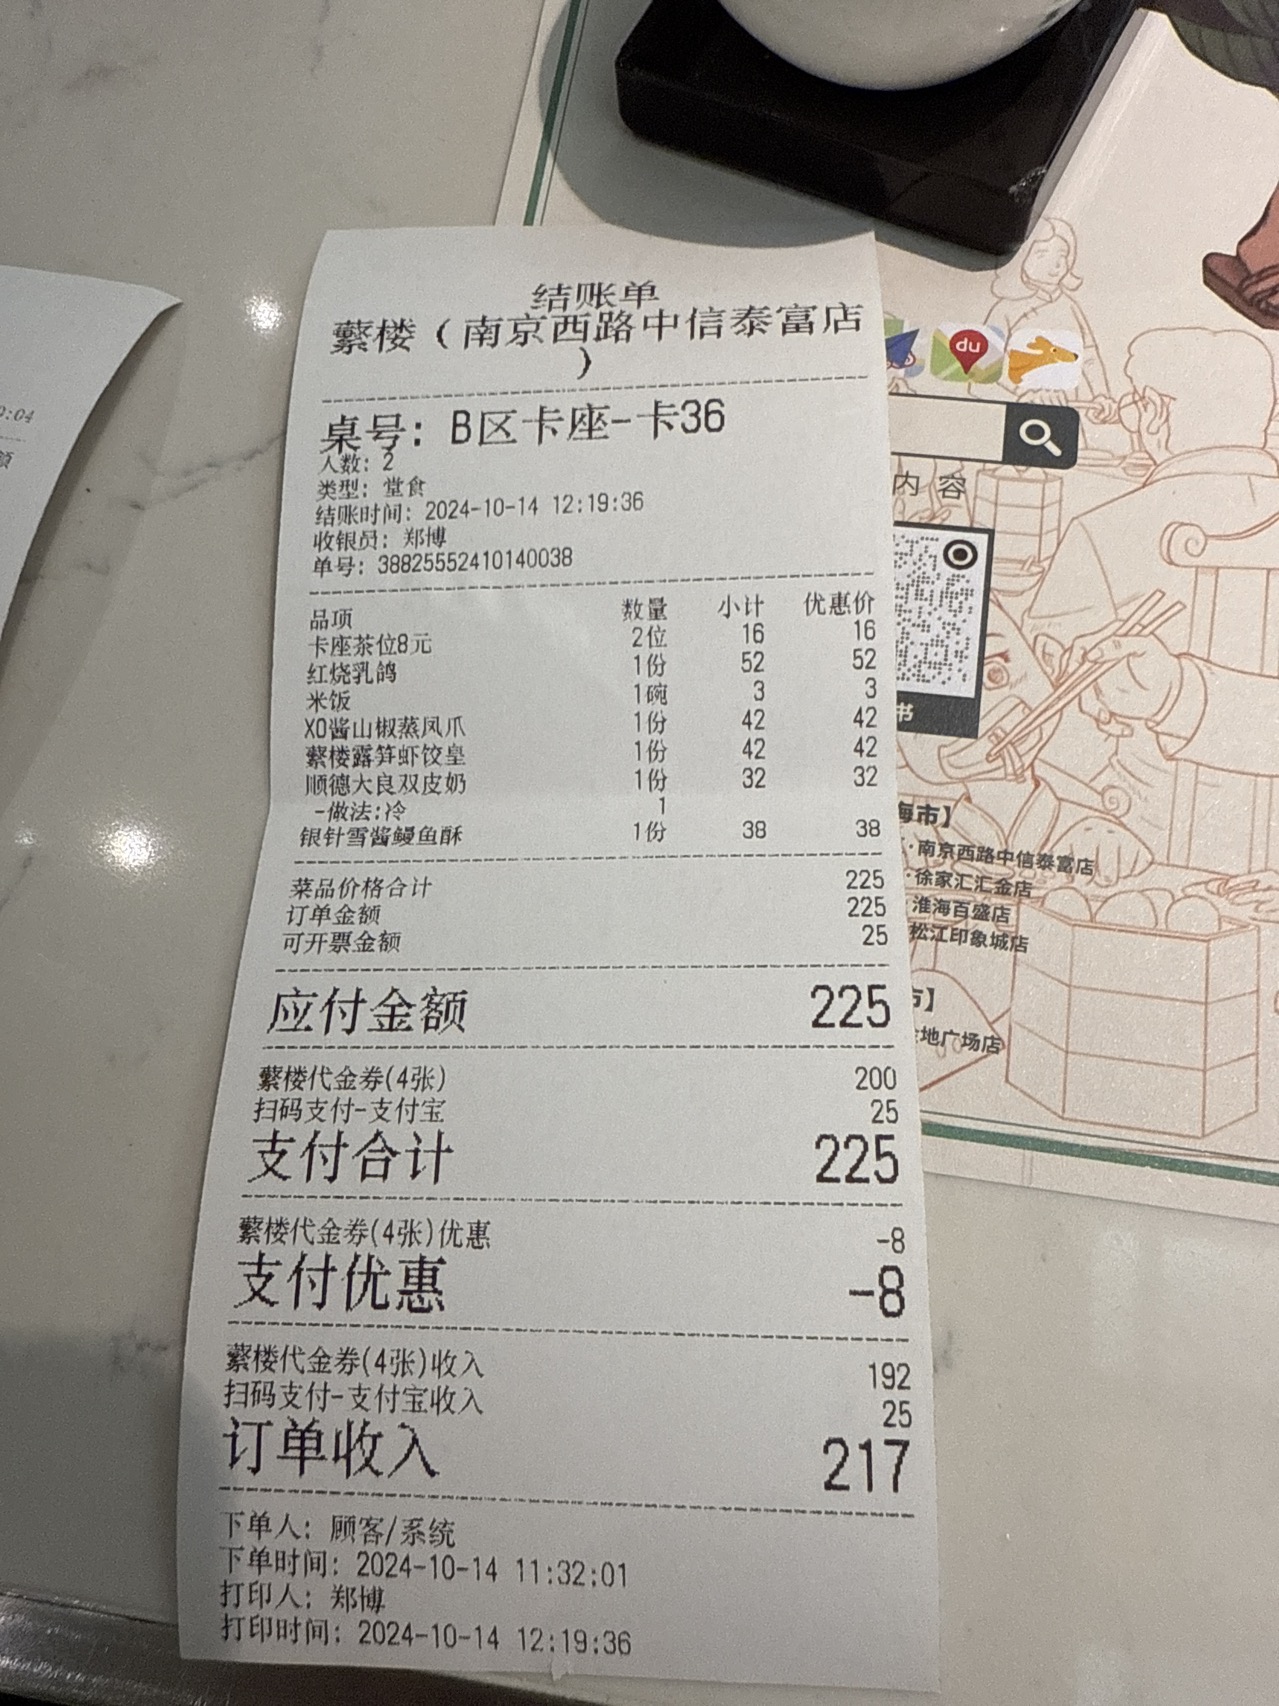 结账单
蘩楼（南京西路中信泰富店
）
桌号: B区卡座-卡36
人数: 2
类型: 堂食
结账时间: 2024-10-14 12:19:36
收银员: 郑博
单号: 38825552410140038
品项 数量 小计 优惠价
卡座茶位8元 2位 16 16
红烧乳鸽 1份 52 52
米饭 1碗 3 3
XO酱山椒蒸凤爪 1份 42 42
蘩楼露笋虾饺皇 1份 42 42
顺德大良双皮奶 1份 32 32
-做法:冷 1
银针雪酱鳗鱼酥 1份 38 38
菜品价格合计 225
订单金额 225
可开票金额 25
应付金额 225
蘩楼代金券(4张) 200
扫码支付-支付宝 25
支付合计 225
蘩楼代金券(4张)优惠 -8
支付优惠 -8
蘩楼代金券(4张)收入 192
扫码支付-支付宝收入 25
订单收入 217
下单人: 顾客/系统
下单时间: 2024-10-14 11:32:01
打印人: 郑博
打印时间: 2024-10-14 12:19:36
:04
额
du
内容
书
海市】
·南京西路中信泰富店
·徐家汇汇金店
·淮海百盛店
松江印象城店
市】
地广场店